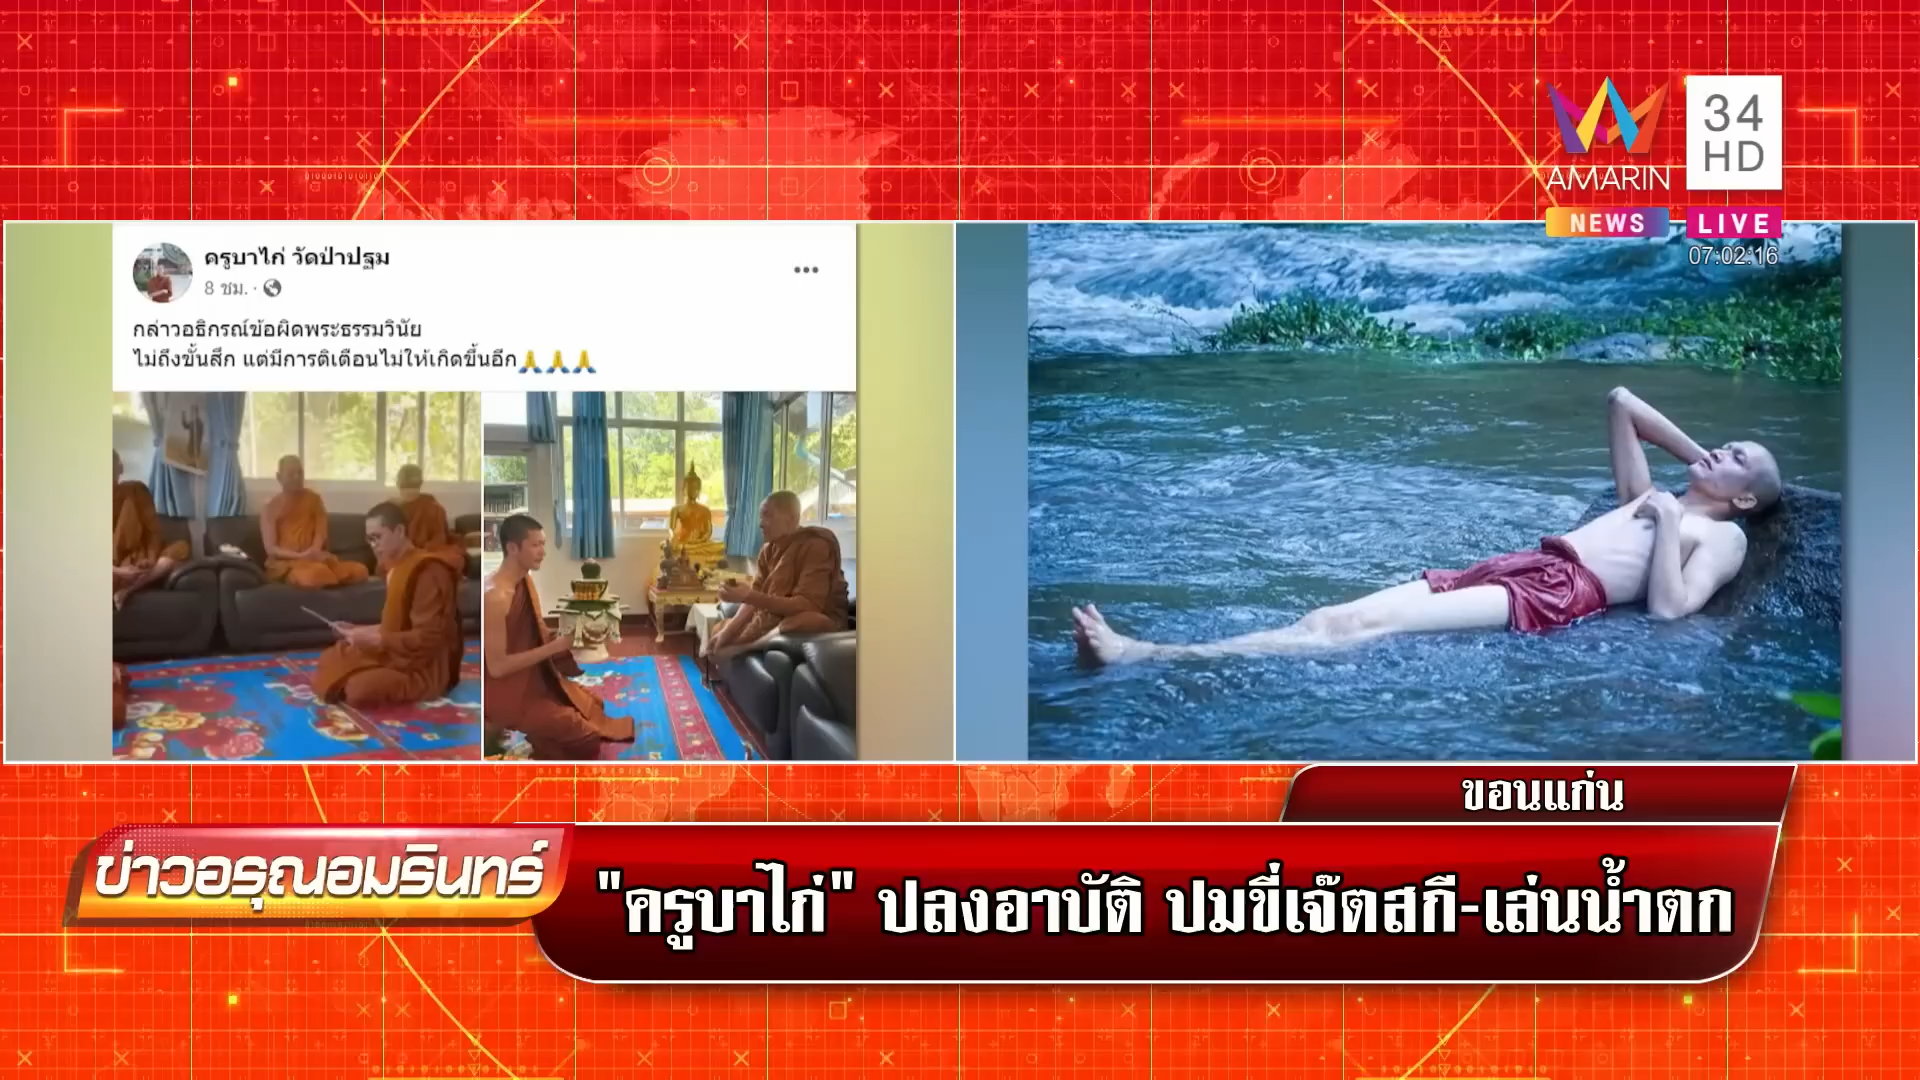 AMARIN
34
HD
NEWS
LIVE
07:02:16
ครูบาไก่ วัดป่าปฐม
8 ชม. ·
กล่าวอธิกรณ์ข้อผิดพระธรรมวินัย
ไม่ถึงขั้นสึก แต่มีการติเตือนไม่ให้เกิดขึ้นอีก🙏🙏🙏
ขอนแก่น
ข่าวอรุณอมรินทร์
"ครูบาไก่" ปลงอาบัติ ปมขี่เจ๊ตสกี-เล่นน้ำตก